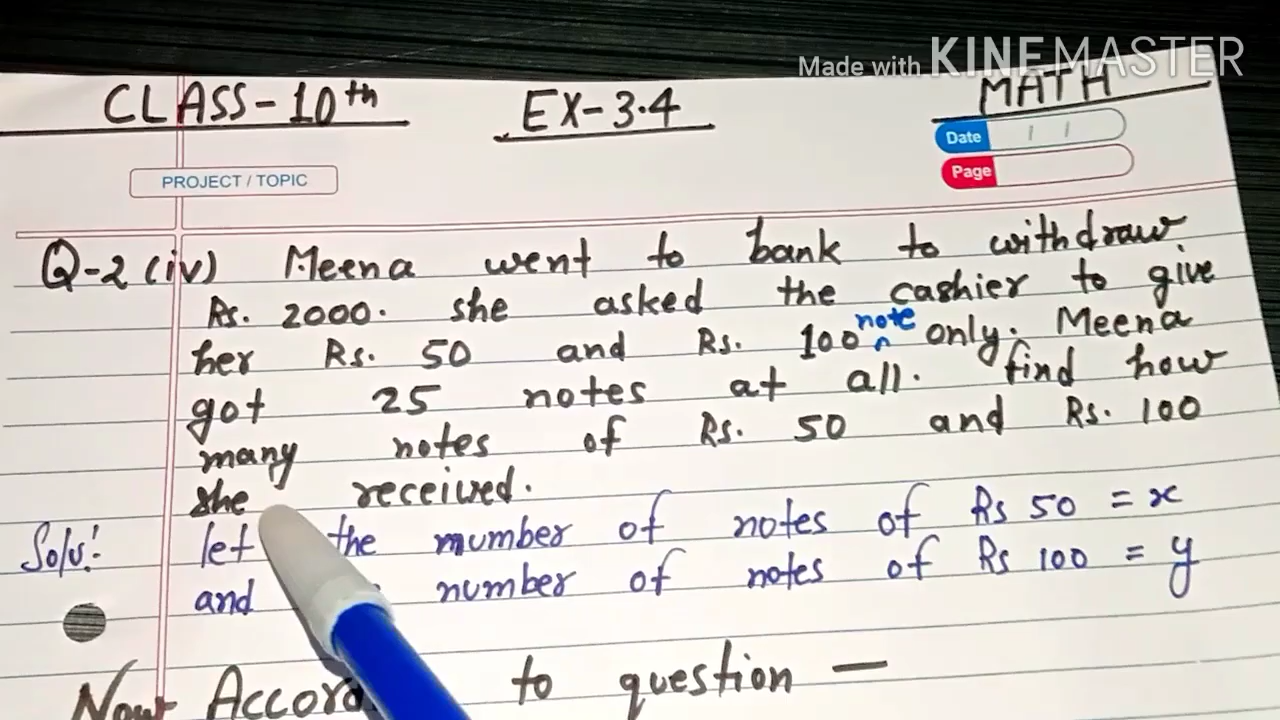 Made with KINEMASTER
CLASS-10th EX-3.4 MATH
Date
PROJECT / TOPIC
Page
Q-2 (iv) Meena went to bank to withdraw
Rs. 2000. she asked the cashier to give
her Rs. 50 and Rs. 100 note only. Meena
got 25 notes at all. find how
many notes of Rs. 50 and Rs. 100
she received.
Solu! let the number of notes of Rs 50 = x
and number of notes of Rs 100 = y
Now to question —